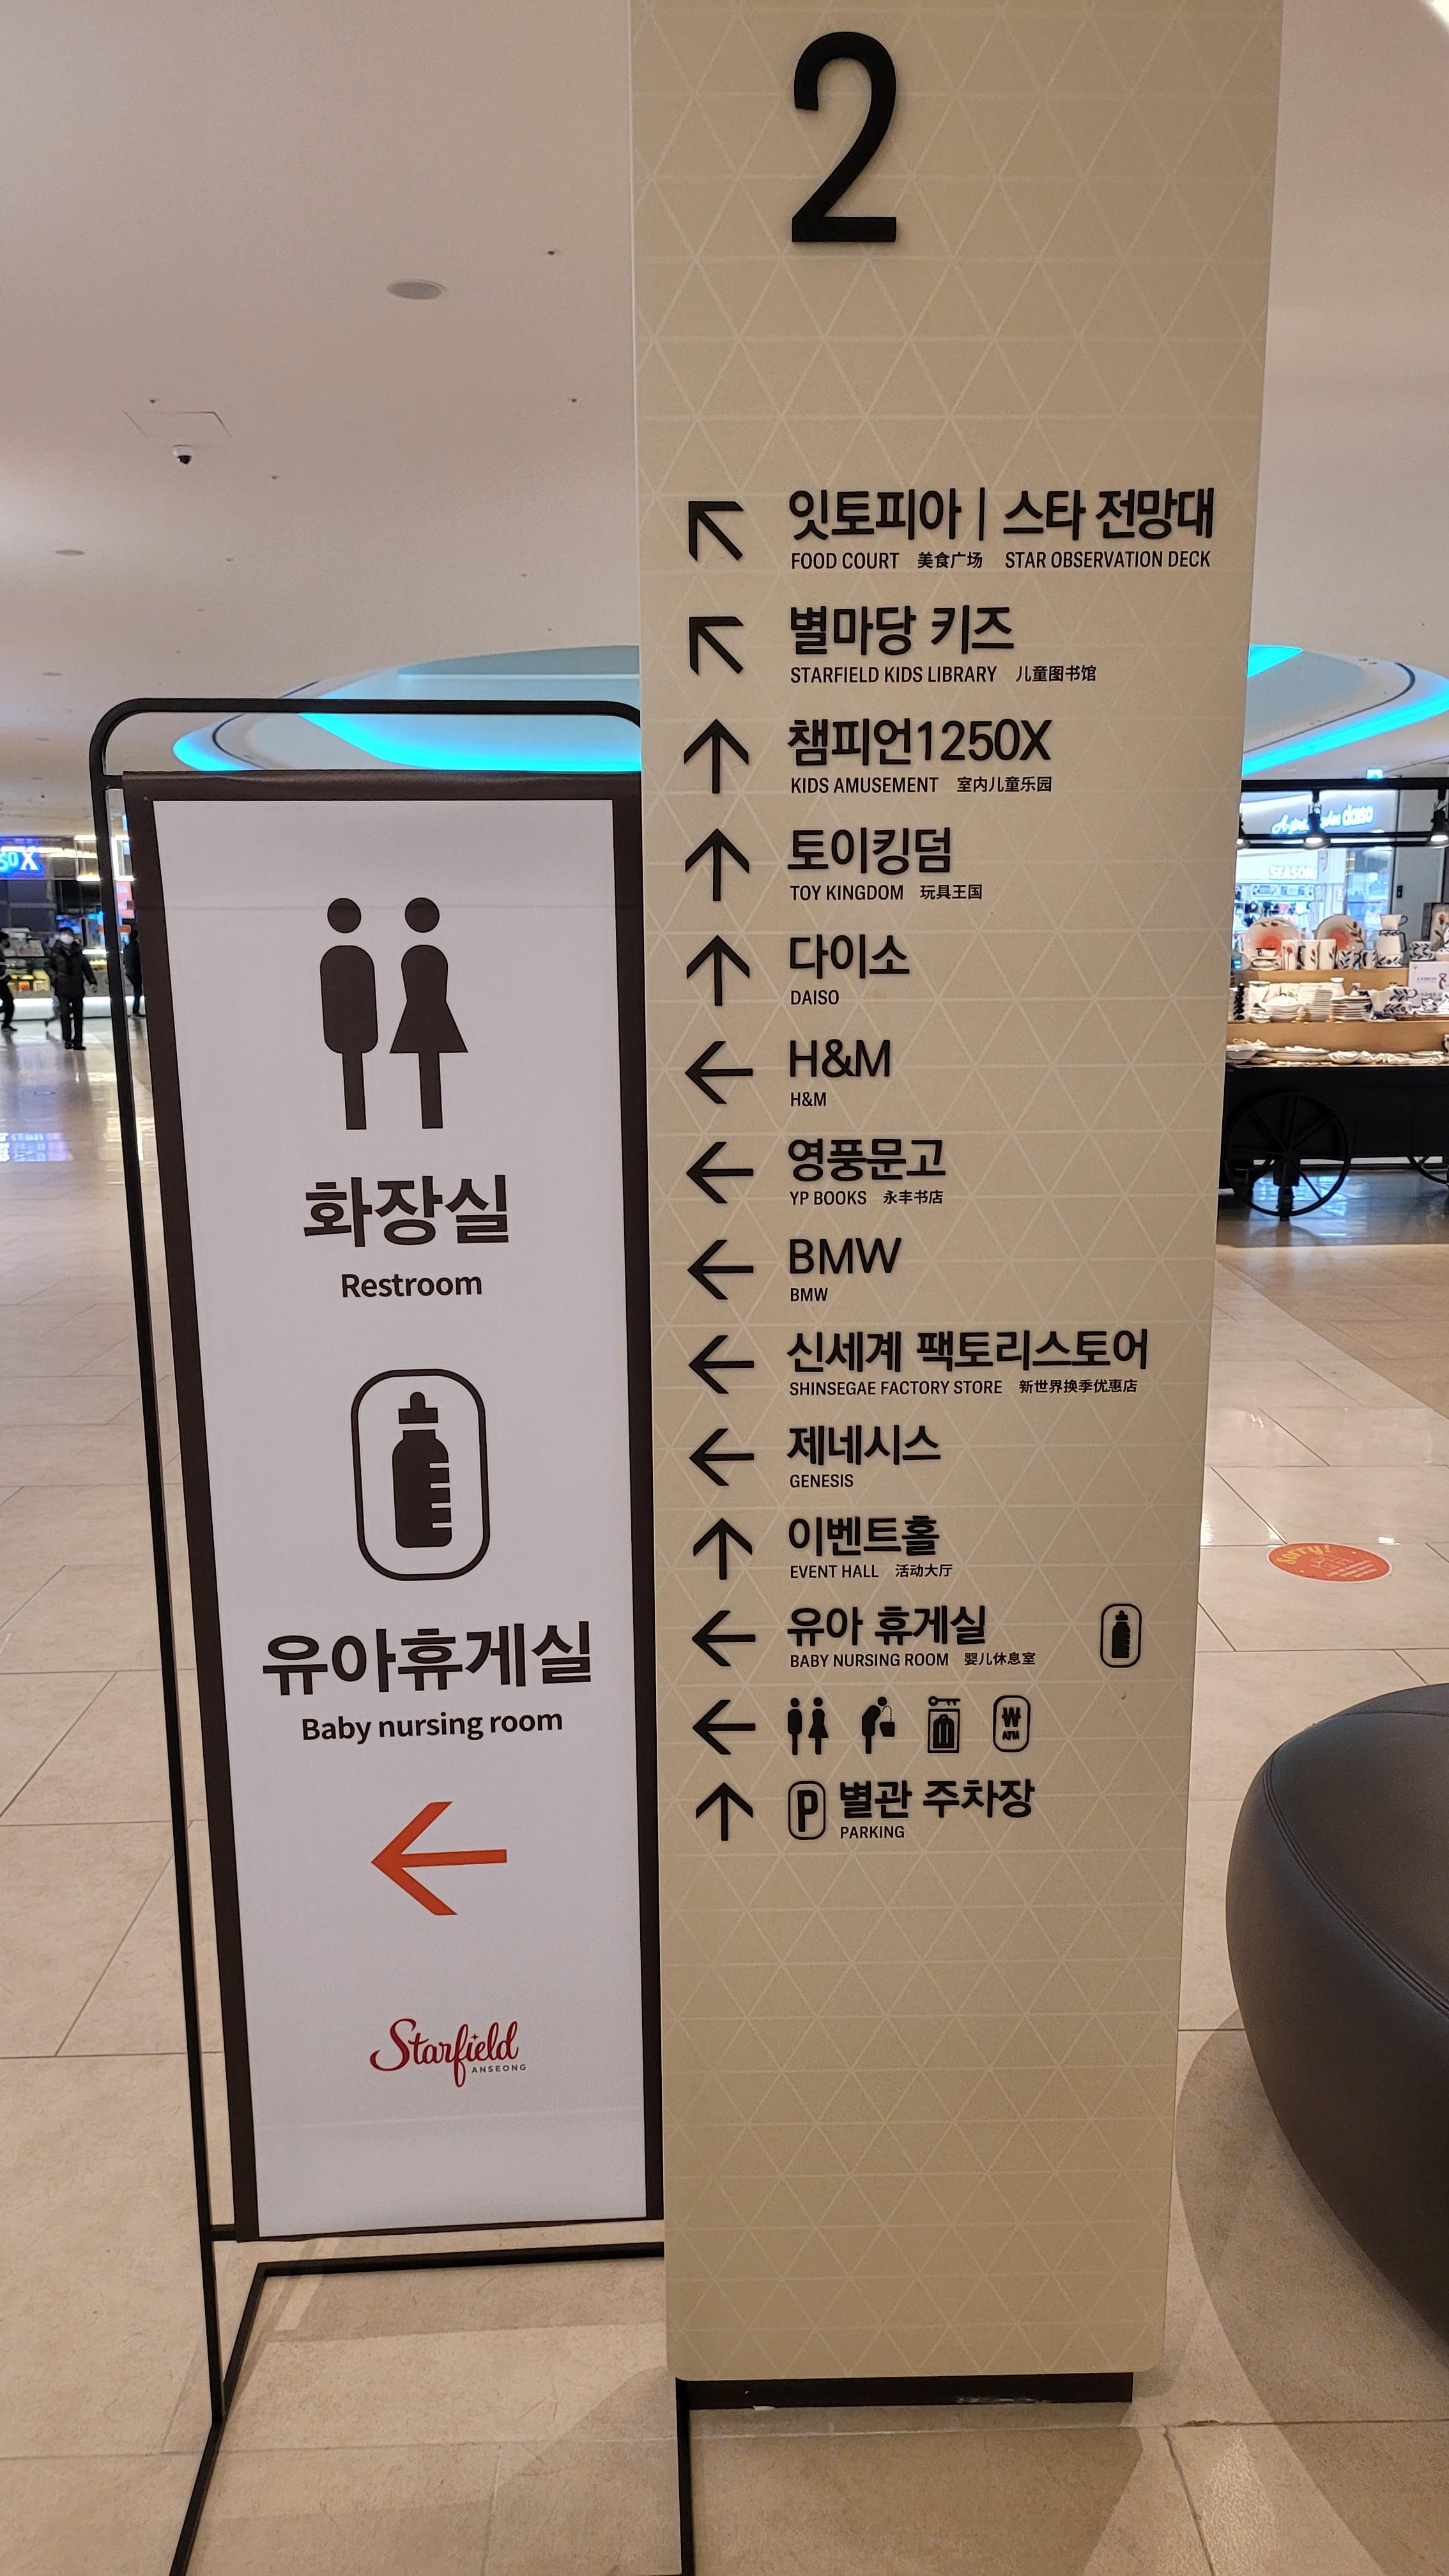 2
잇토피아 | 스타 전망대
FOOD COURT 美食广场 STAR OBSERVATION DECK
별마당 키즈
STARFIELD KIDS LIBRARY 儿童图书馆
챔피언1250X
KIDS AMUSEMENT 室内儿童乐园
토이킹덤
TOY KINGDOM 玩具王国
다이소
DAISO
H&M
H&M
영풍문고
YP BOOKS 永丰书店
BMW
BMW
신세계 팩토리스토어
SHINSEGAE FACTORY STORE 新世界换季优惠店
제네시스
GENESIS
이벤트홀
EVENT HALL 活动大厅
유아 휴게실
BABY NURSING ROOM 婴儿休息室
₩
ATM
P 별관 주차장
PARKING
화장실
Restroom
유아휴게실
Baby nursing room
Starfield
ANSEONG
50X
daiso
SEASON
Sorry!